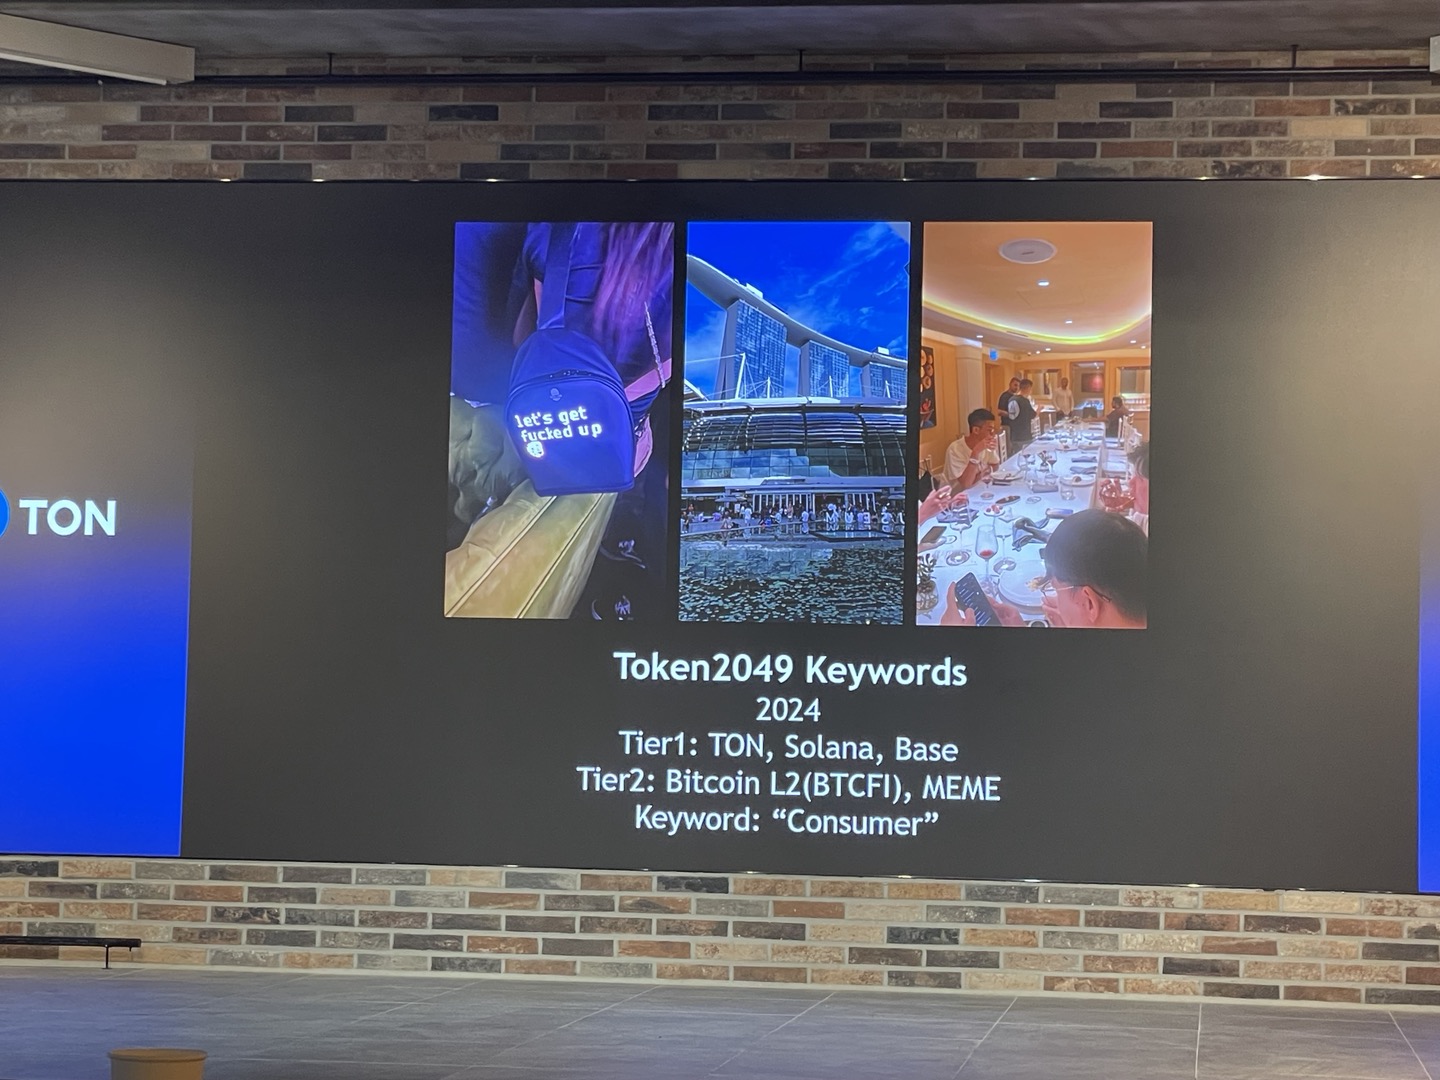 TON
let's get
fucked up
Token2049 Keywords
2024
Tier1: TON, Solana, Base
Tier2: Bitcoin L2(BTCFI), MEME
Keyword: “Consumer”